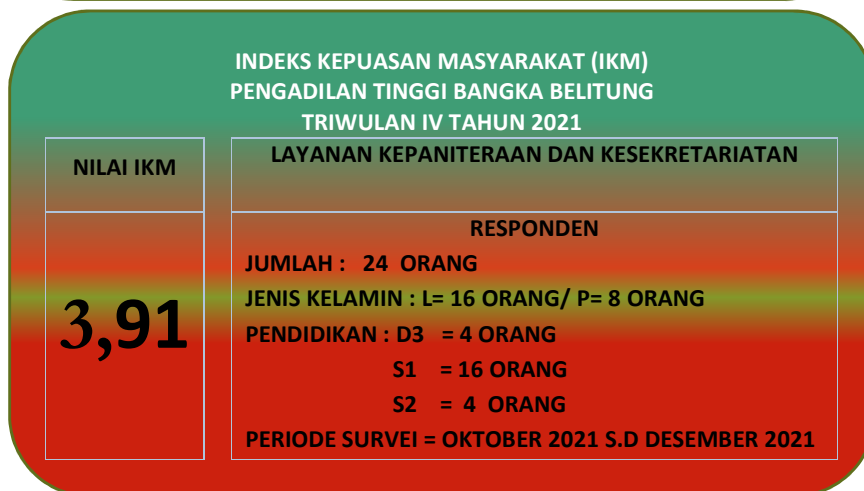 INDEKS KEPUASAN MASYARAKAT (IKM)
PENGADILAN TINGGI BANGKA BELITUNG
TRIWULAN IV TAHUN 2021
NILAI IKM
LAYANAN KEPANITERAAN DAN KESEKRETARIATAN
3,91
RESPONDEN
JUMLAH : 24 ORANG
JENIS KELAMIN : L= 16 ORANG/ P= 8 ORANG
PENDIDIKAN : D3 = 4 ORANG
S1 = 16 ORANG
S2 = 4 ORANG
PERIODE SURVEI = OKTOBER 2021 S.D DESEMBER 2021